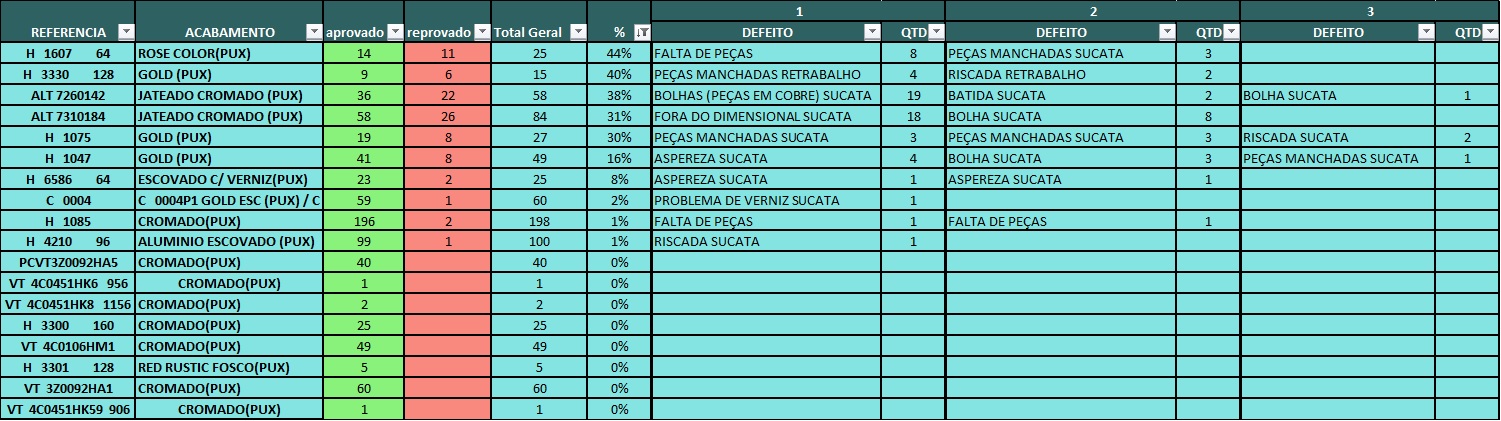 1 2 3
REFERENCIA ACABAMENTO aprovado reprovado Total Geral % DEFEITO QTD DEFEITO QTD DEFEITO QTD
H 1607 64 ROSE COLOR(PUX) 14 11 25 44% FALTA DE PEÇAS 8 PEÇAS MANCHADAS SUCATA 3
H 3330 128 GOLD (PUX) 9 6 15 40% PEÇAS MANCHADAS RETRABALHO 4 RISCADA RETRABALHO 2
ALT 7260142 JATEADO CROMADO (PUX) 36 22 58 38% BOLHAS (PEÇAS EM COBRE) SUCATA 19 BATIDA SUCATA 2 BOLHA SUCATA 1
ALT 7310184 JATEADO CROMADO (PUX) 58 26 84 31% FORA DO DIMENSIONAL SUCATA 18 BOLHA SUCATA 8
H 1075 GOLD (PUX) 19 8 27 30% PEÇAS MANCHADAS SUCATA 3 PEÇAS MANCHADAS SUCATA 3 RISCADA SUCATA 2
H 1047 GOLD (PUX) 41 8 49 16% ASPEREZA SUCATA 4 BOLHA SUCATA 3 PEÇAS MANCHADAS SUCATA 1
H 6586 64 ESCOVADO C/ VERNIZ(PUX) 23 2 25 8% ASPEREZA SUCATA 1 ASPEREZA SUCATA 1
C 0004 C 0004P1 GOLD ESC (PUX) / C 59 1 60 2% PROBLEMA DE VERNIZ SUCATA 1
H 1085 CROMADO(PUX) 196 2 198 1% FALTA DE PEÇAS 1 FALTA DE PEÇAS 1
H 4210 96 ALUMINIO ESCOVADO (PUX) 99 1 100 1% RISCADA SUCATA 1
PCVT3Z0092HA5 CROMADO(PUX) 40 40 0%
VT 4C0451HK6 956 CROMADO(PUX) 1 1 0%
VT 4C0451HK8 1156 CROMADO(PUX) 2 2 0%
H 3300 160 CROMADO(PUX) 25 25 0%
VT 4C0106HM1 CROMADO(PUX) 49 49 0%
H 3301 128 RED RUSTIC FOSCO(PUX) 5 5 0%
VT 3Z0092HA1 CROMADO(PUX) 60 60 0%
VT 4C0451HK59 906 CROMADO(PUX) 1 1 0%